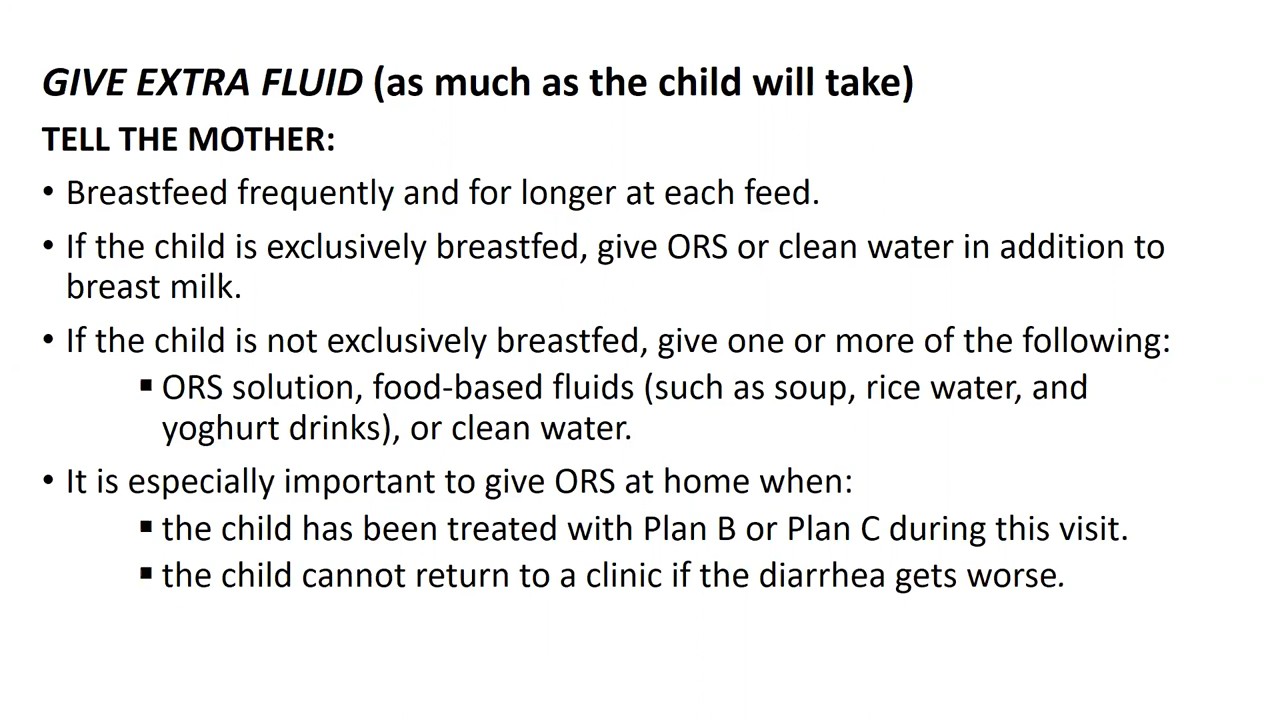 GIVE EXTRA FLUID (as much as the child will take)
TELL THE MOTHER:
• Breastfeed frequently and for longer at each feed.
• If the child is exclusively breastfed, give ORS or clean water in addition to
breast milk.
• If the child is not exclusively breastfed, give one or more of the following:
▪ ORS solution, food-based fluids (such as soup, rice water, and
yoghurt drinks), or clean water.
• It is especially important to give ORS at home when:
▪ the child has been treated with Plan B or Plan C during this visit.
▪ the child cannot return to a clinic if the diarrhea gets worse.